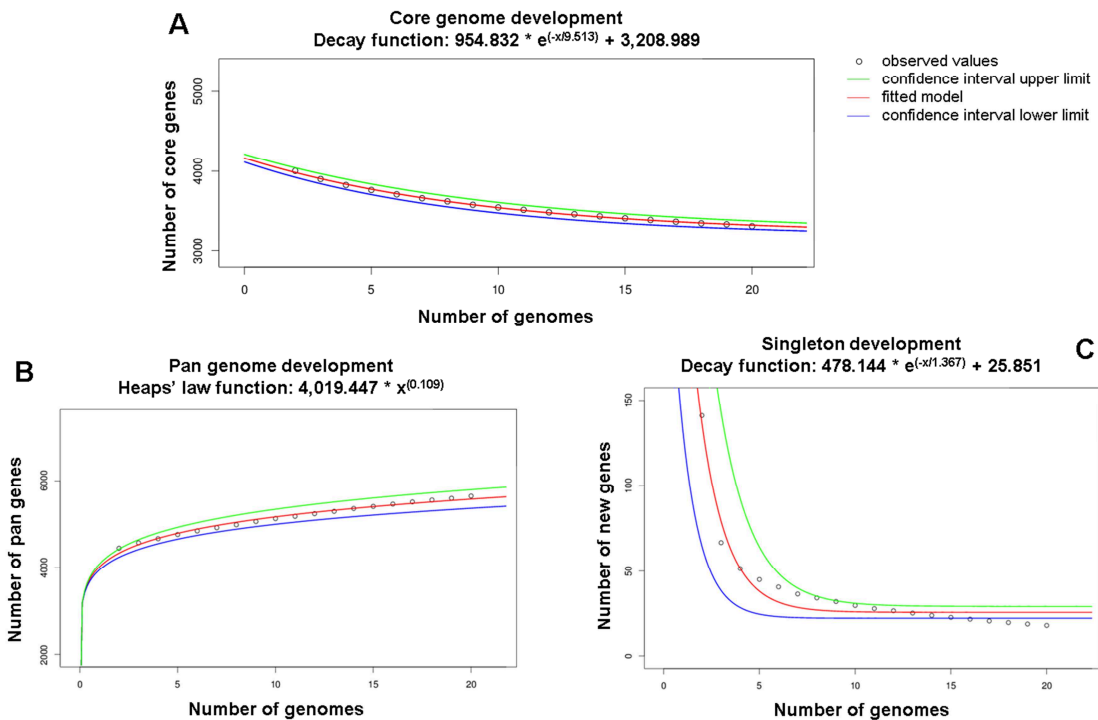 A
Core genome development
Decay function: 954.832 * e(-x/9.513) + 3,208.989
observed values
confidence interval upper limit
fitted model
confidence interval lower limit
Number of core genes
5000
4000
3000
0 5 10 15 20
Number of genomes
B
Pan genome development
Heaps' law function: 4,019.447 * x(0.109)
Number of pan genes
6000
4000
2000
0 5 10 15 20
Number of genomes
Singleton development
C
Decay function: 478.144 * e(-x/1.367) + 25.851
Number of new genes
150
100
50
0
0 5 10 15 20
Number of genomes